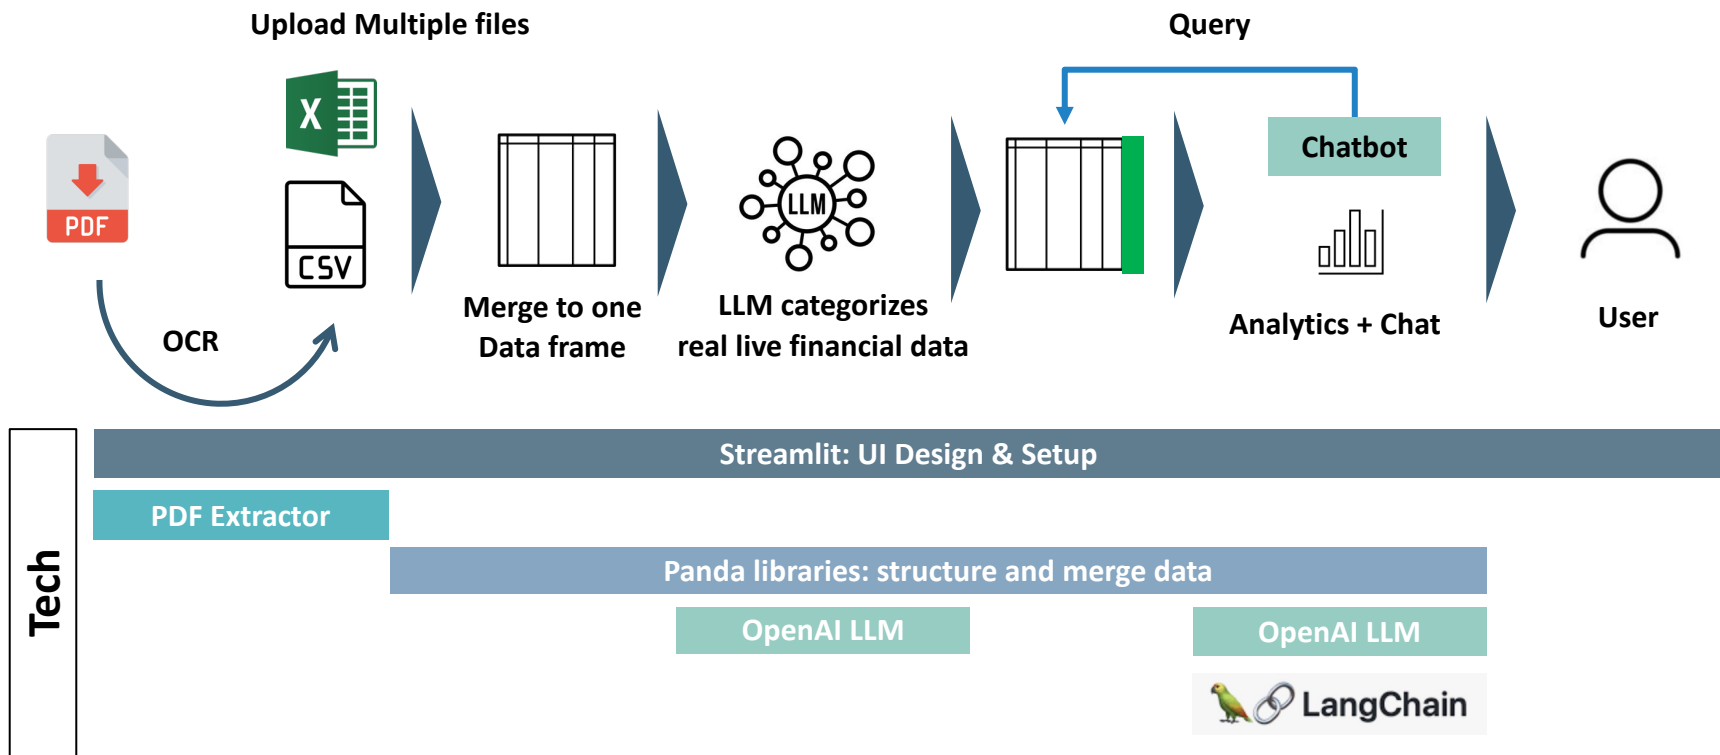 Upload Multiple files
Query
X
PDF
CSV
OCR
Merge to one
Data frame
LLM
LLM categorizes
real live financial data
Chatbot
Analytics + Chat
User
Tech
Streamlit: UI Design & Setup
PDF Extractor
Panda libraries: structure and merge data
OpenAI LLM
OpenAI LLM
LangChain